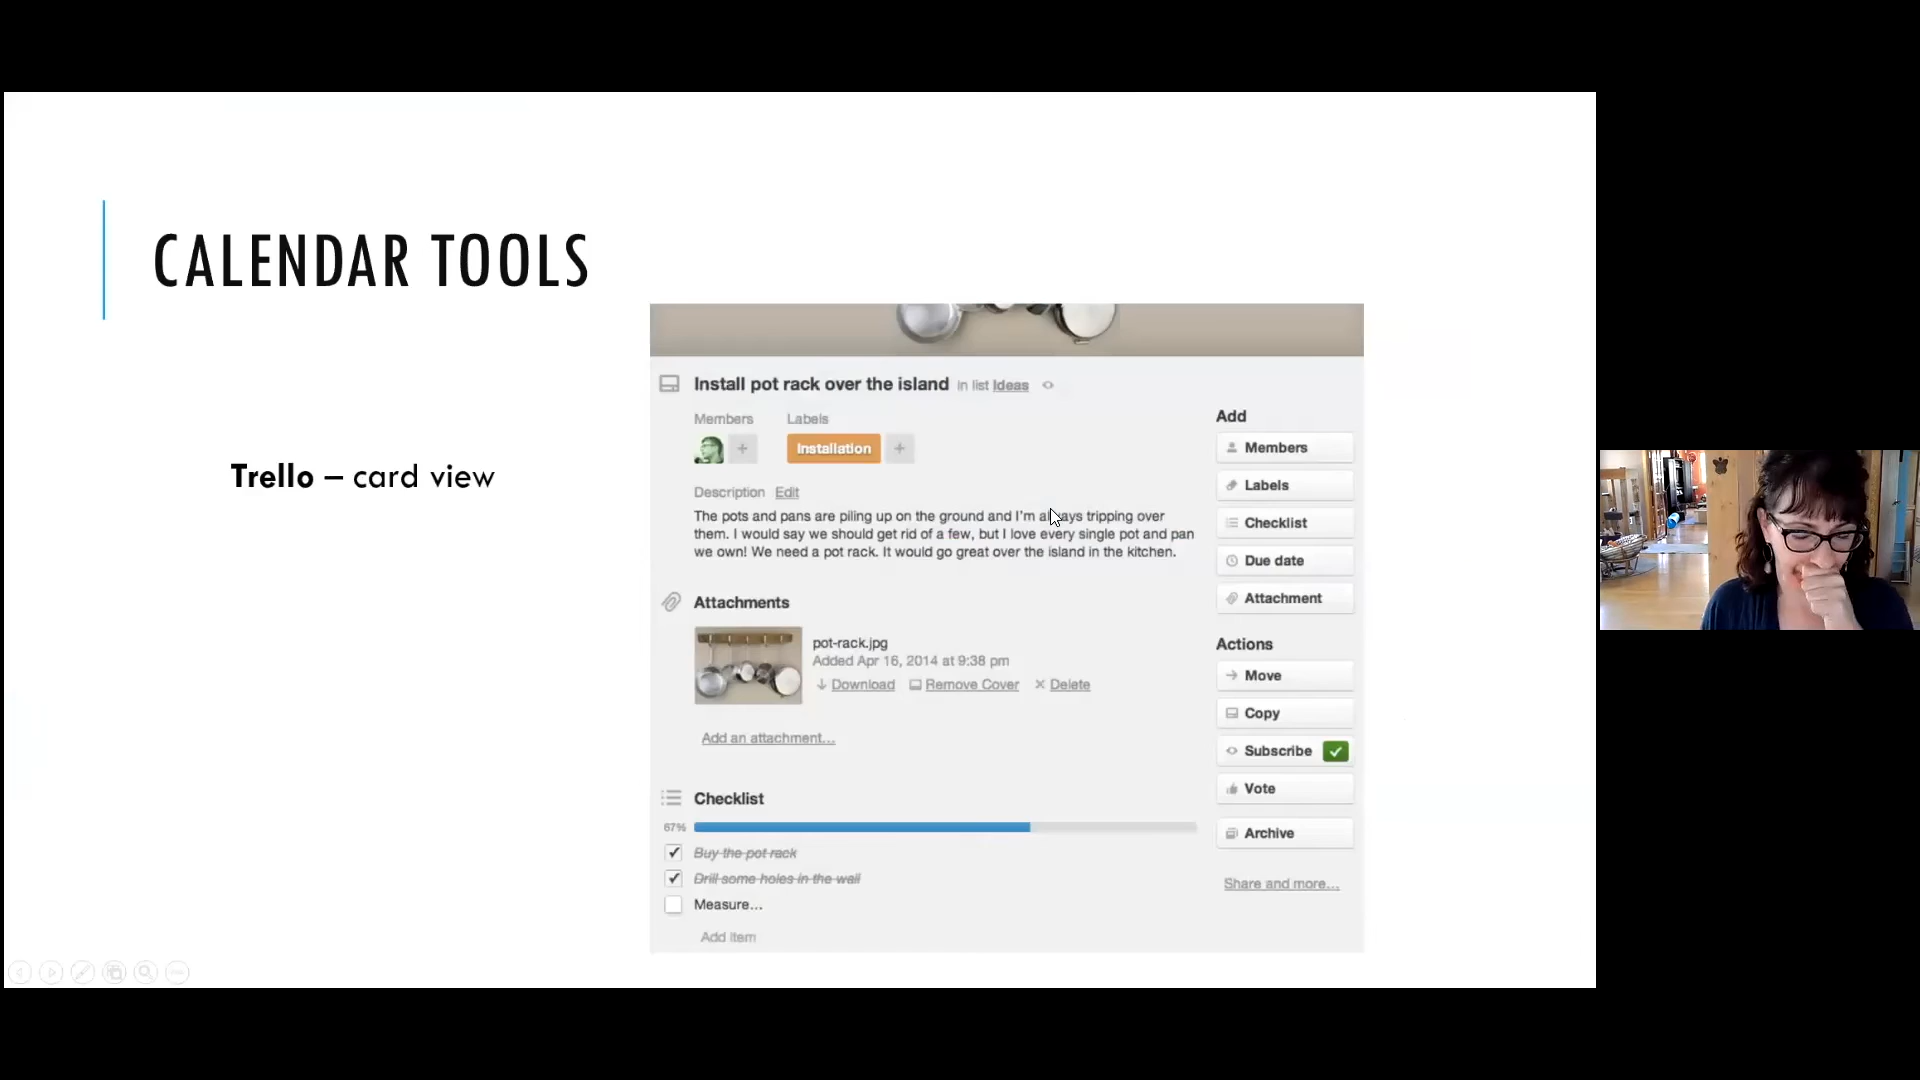 CALENDAR TOOLS
Trello – card view
Install pot rack over the island in list Ideas
Members Labels
+ Installation +
Description Edit
The pots and pans are piling up on the ground and I'm always tripping over
them. I would say we should get rid of a few, but I love every single pot and pan
we own! We need a pot rack. It would go great over the island in the kitchen.
Attachments
pot-rack.jpg
Added Apr 16, 2014 at 9:38 pm
Download Remove Cover Delete
Add an attachment...
Checklist
67%
Buy the pot rack
Drill some holes in the wall
Measure...
Add item
Add
Members
Labels
Checklist
Due date
Attachment
Actions
Move
Copy
Subscribe
Vote
Archive
Share and more...